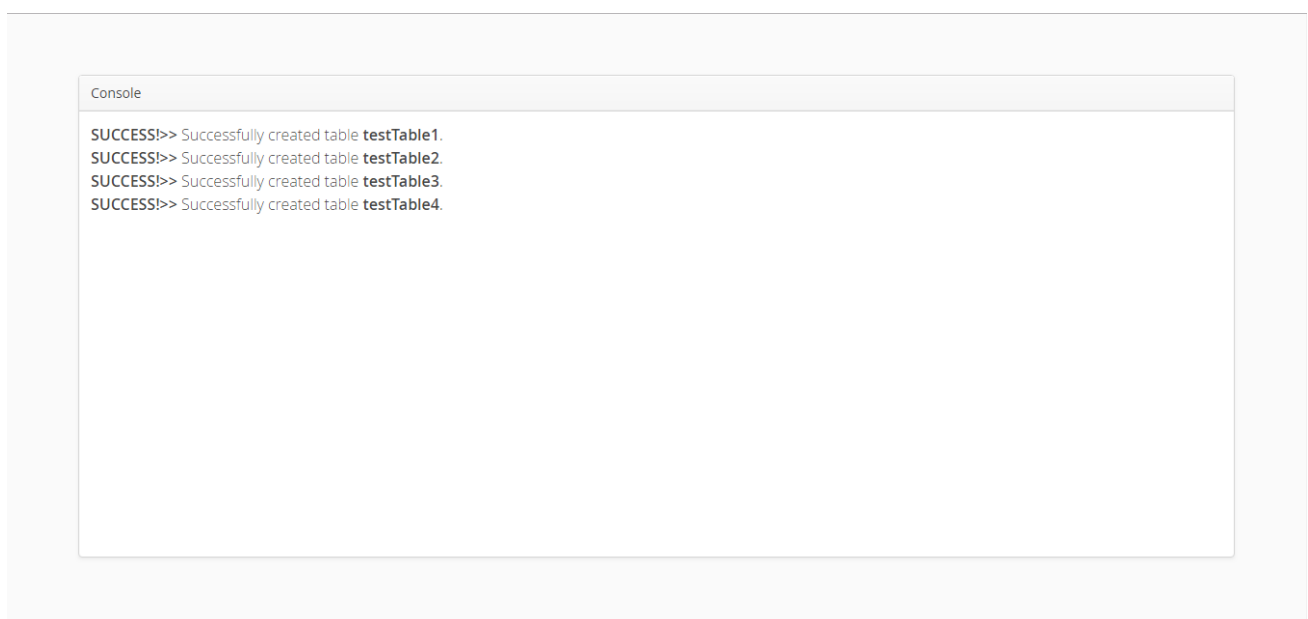 Console
SUCCESS!>> Successfully created table testTable1.
SUCCESS!>> Successfully created table testTable2.
SUCCESS!>> Successfully created table testTable3.
SUCCESS!>> Successfully created table testTable4.